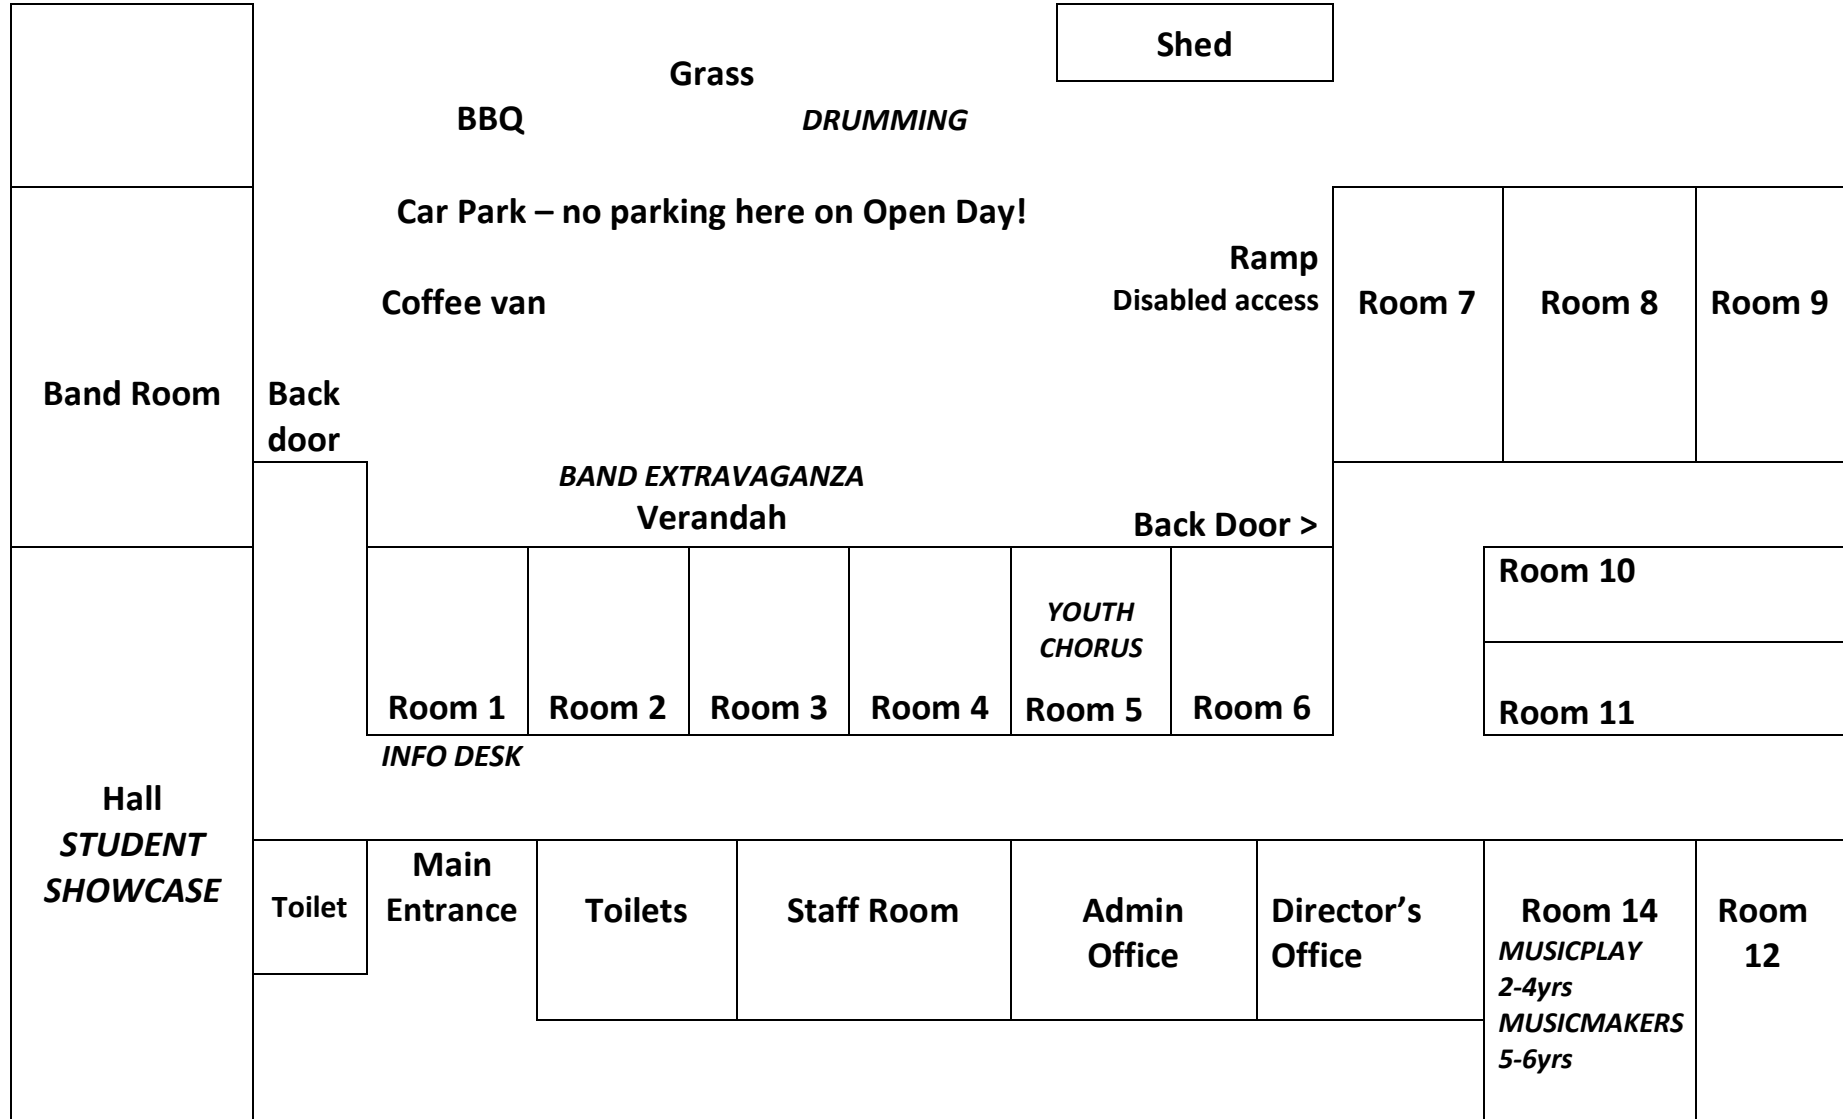 Shed
Grass
BBQ
DRUMMING
Car Park – no parking here on Open Day!
Ramp
Disabled access
Coffee van
Room 7
Room 8
Room 9
Band Room
Back
door
BAND EXTRAVAGANZA
Verandah
Back Door >
Room 10
Room 11
YOUTH
CHORUS
Room 1
Room 2
Room 3
Room 4
Room 5
Room 6
INFO DESK
Hall
STUDENT
SHOWCASE
Toilet
Main
Entrance
Toilets
Staff Room
Admin
Office
Director’s
Office
Room 14
MUSICPLAY
2-4yrs
MUSICMAKERS
5-6yrs
Room
12